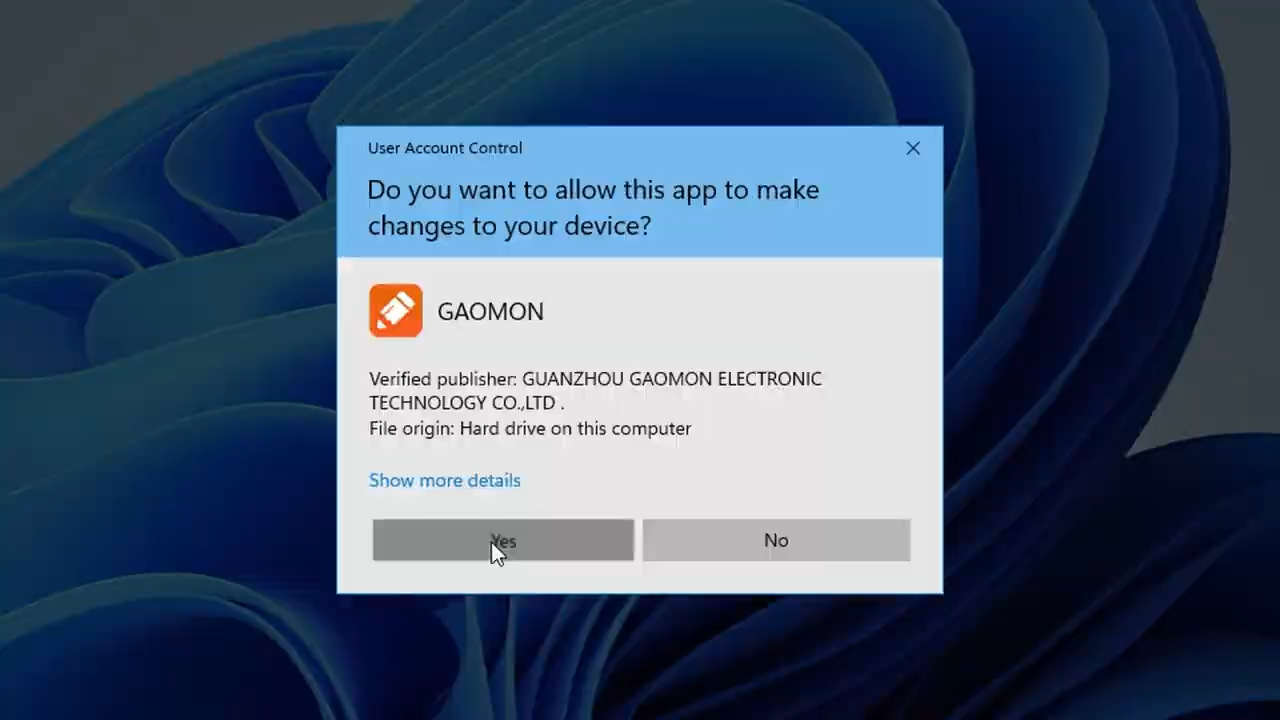 User Account Control
Do you want to allow this app to make
changes to your device?
GAOMON
Verified publisher: GUANZHOU GAOMON ELECTRONIC
TECHNOLOGY CO.,LTD .
File origin: Hard drive on this computer
Show more details
Yes
No